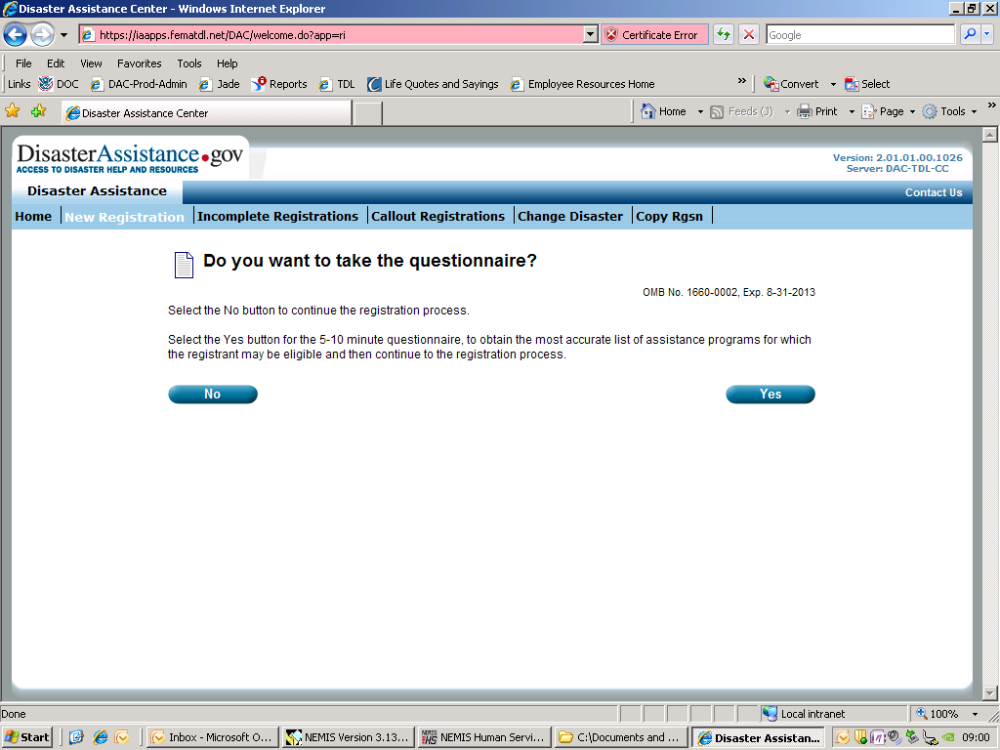 Disaster Assistance Center - Windows Internet Explorer
https://iaapps.fematdl.net/DAC/welcome.do?app=ri
Certificate Error
Google
File Edit View Favorites Tools Help
Links DOC DAC-Prod-Admin Jade Reports TDL Life Quotes and Sayings Employee Resources Home » Convert Select
Disaster Assistance Center
Home Feeds (J) Print Page Tools »
DisasterAssistance.gov
ACCESS TO DISASTER HELP AND RESOURCES
Version: 2.01.01.00.1026
Server: DAC-TDL-CC
Disaster Assistance
Contact Us
Home New Registration Incomplete Registrations Callout Registrations Change Disaster Copy Rgsn
Do you want to take the questionnaire?
OMB No. 1660-0002, Exp. 8-31-2013
Select the No button to continue the registration process.
Select the Yes button for the 5-10 minute questionnaire, to obtain the most accurate list of assistance programs for which
the registrant may be eligible and then continue to the registration process.
No Yes
Done Local intranet 100%
Start Inbox - Microsoft O... NEMIS Version 3.13... NEMIS Human Servi... C:\Documents and ... Disaster Assistan... 09:00